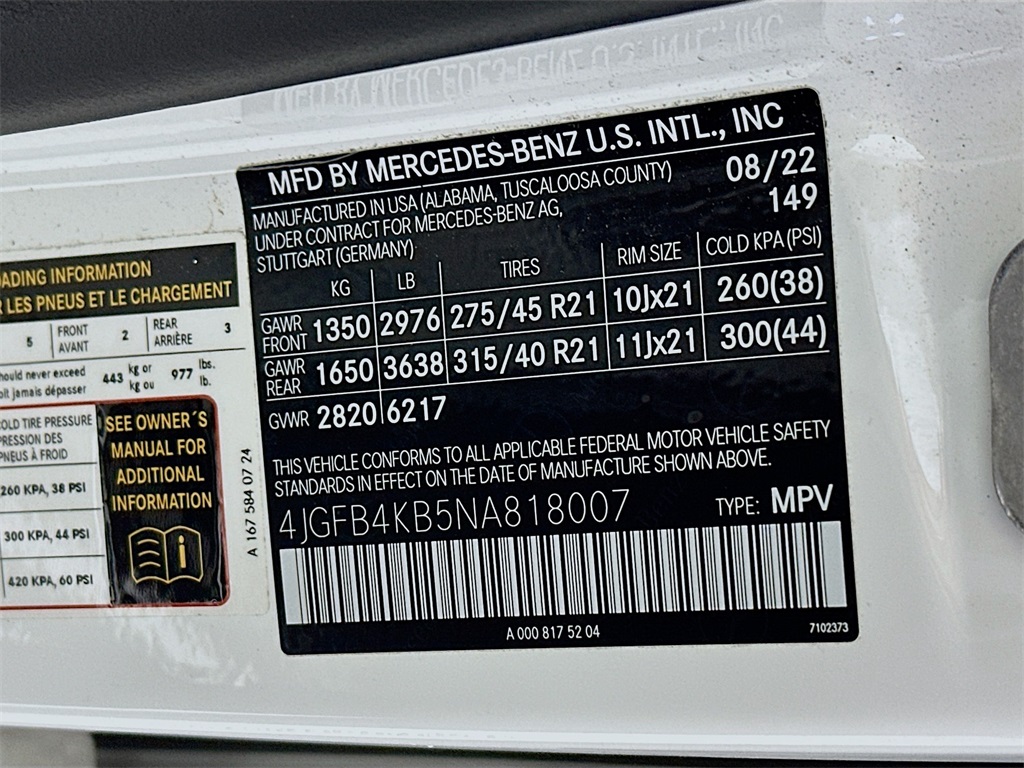 MFD BY MERCEDES-BENZ U.S. INTL., INC
MANUFACTURED IN USA (ALABAMA, TUSCALOOSA COUNTY) 08/22
UNDER CONTRACT FOR MERCEDES-BENZ AG, 149
STUTTGART (GERMANY)
KG LB TIRES RIM SIZE COLD KPA (PSI)
GAWR FRONT 1350 2976 275/45 R21 10Jx21 260(38)
GAWR REAR 1650 3638 315/40 R21 11Jx21 300(44)
GVWR 2820 6217
THIS VEHICLE CONFORMS TO ALL APPLICABLE FEDERAL MOTOR VEHICLE SAFETY
STANDARDS IN EFFECT ON THE DATE OF MANUFACTURE SHOWN ABOVE.
4JGFB4KB5NA818007 TYPE: MPV
A 000 817 52 04 7102373
INFORMATION
LES PNEUS ET LE CHARGEMENT
5 FRONT AVANT 2 REAR ARRIÈRE 3
should never exceed
jamais dépasser
443 kg or kg ou 977 lbs. lb.
COLD TIRE PRESSURE
DES
PNEUS À FROID
260 KPA, 38 PSI
300 KPA, 44 PSI
420 KPA, 60 PSI
SEE OWNER´S
MANUAL FOR
ADDITIONAL
INFORMATION
A 167 584 07 24